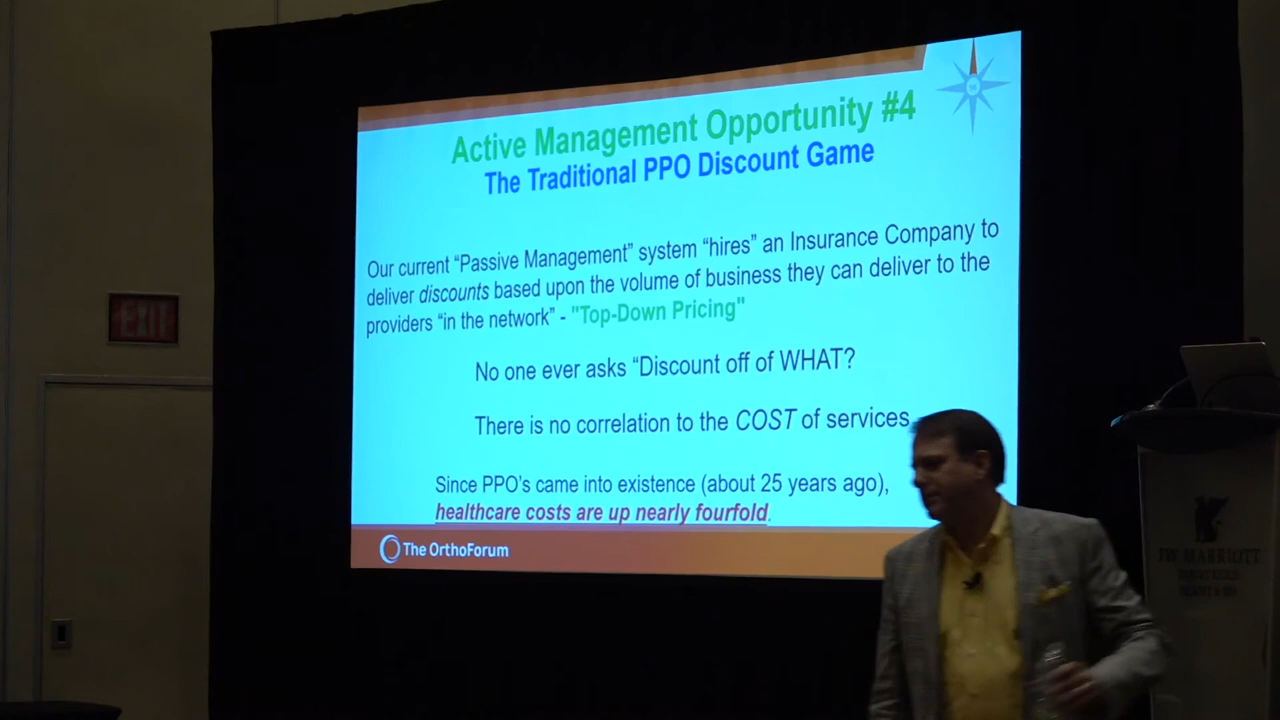 Active Management Opportunity #4
The Traditional PPO Discount Game
Our current “Passive Management” system “hires” an Insurance Company to
deliver discounts based upon the volume of business they can deliver to the
providers “in the network” - "Top-Down Pricing"
No one ever asks “Discount off of WHAT?
There is no correlation to the COST of services
Since PPO’s came into existence (about 25 years ago),
healthcare costs are up nearly fourfold.
The OrthoForum
EXIT
JW MARRIOTT